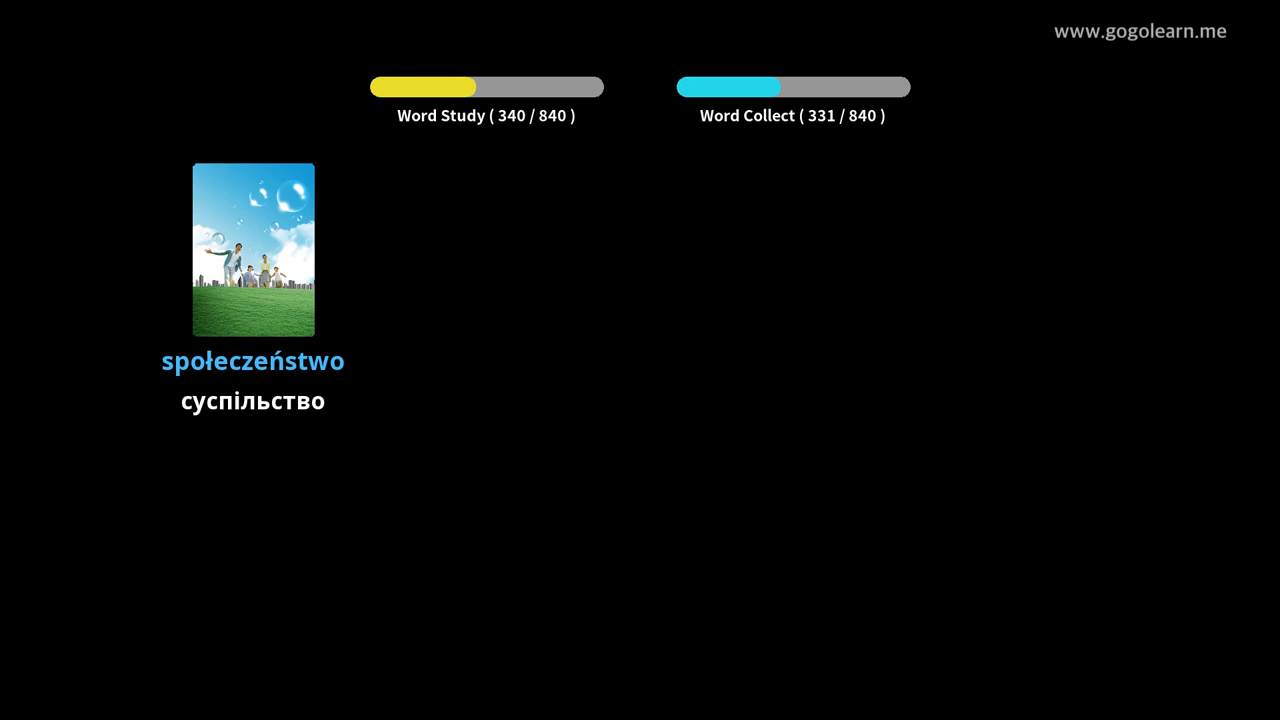 www.gogolearn.me
Word Study ( 340 / 840 )
Word Collect ( 331 / 840 )
społeczeństwo
суспільство